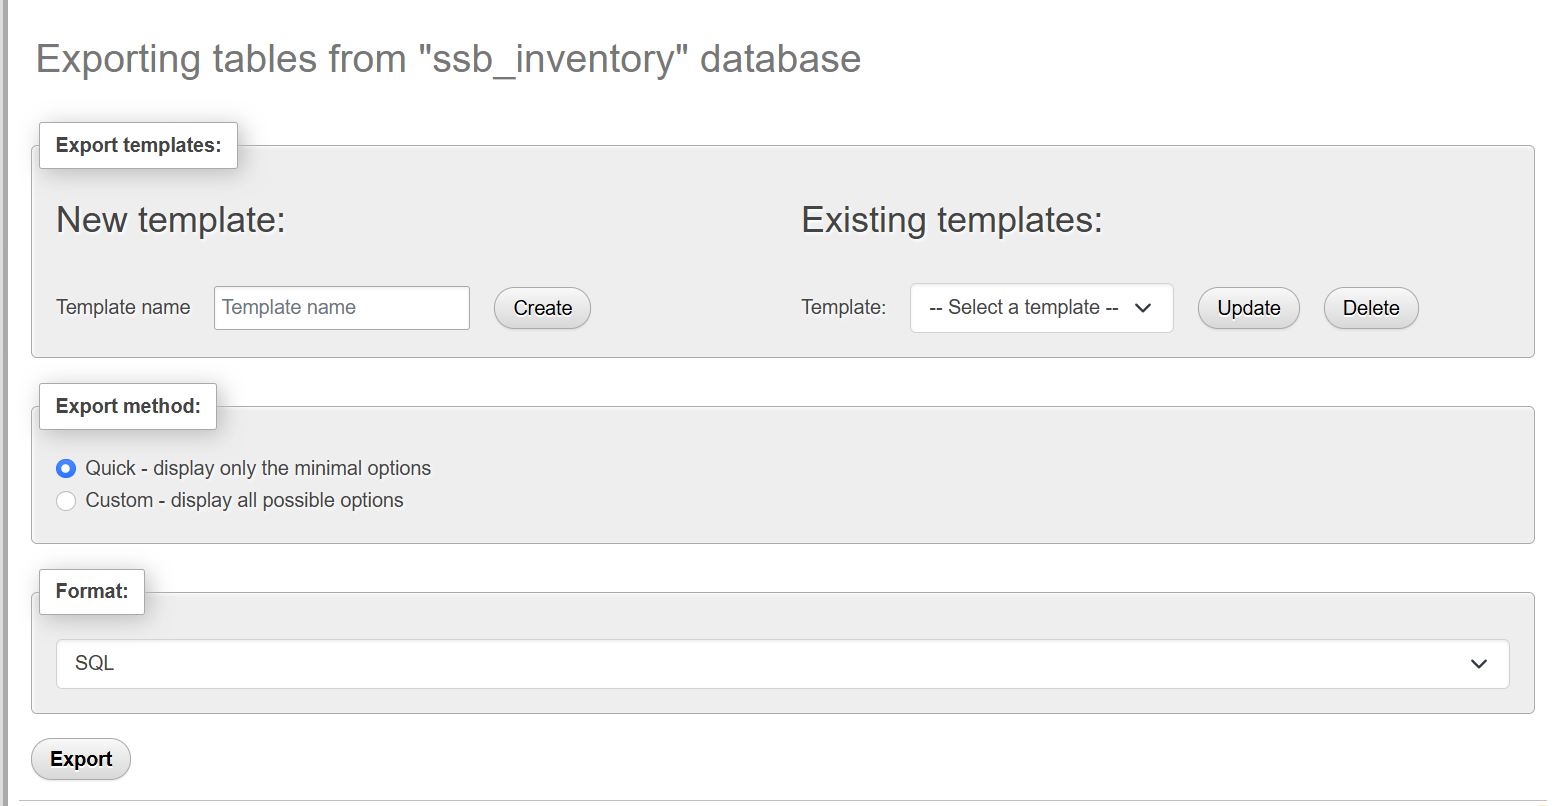 Exporting tables from "ssb_inventory" database
Export templates:
New template:
Existing templates:
Template name Template name Create
Template: -- Select a template -- Update Delete
Export method:
Quick - display only the minimal options
Custom - display all possible options
Format:
SQL
Export